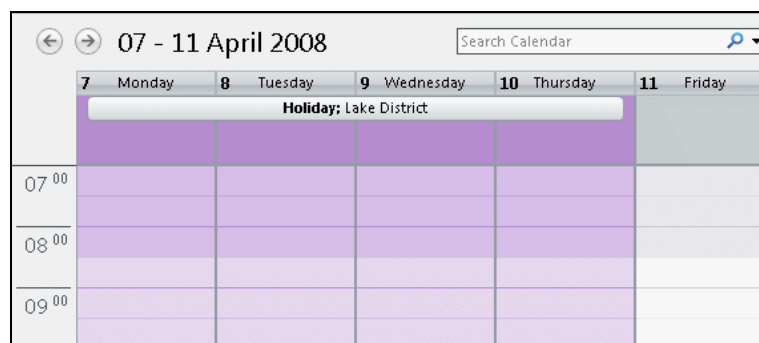 07 - 11 April 2008
Search Calendar
7 Monday 8 Tuesday 9 Wednesday 10 Thursday 11 Friday
Holiday; Lake District
07 00
08 00
09 00